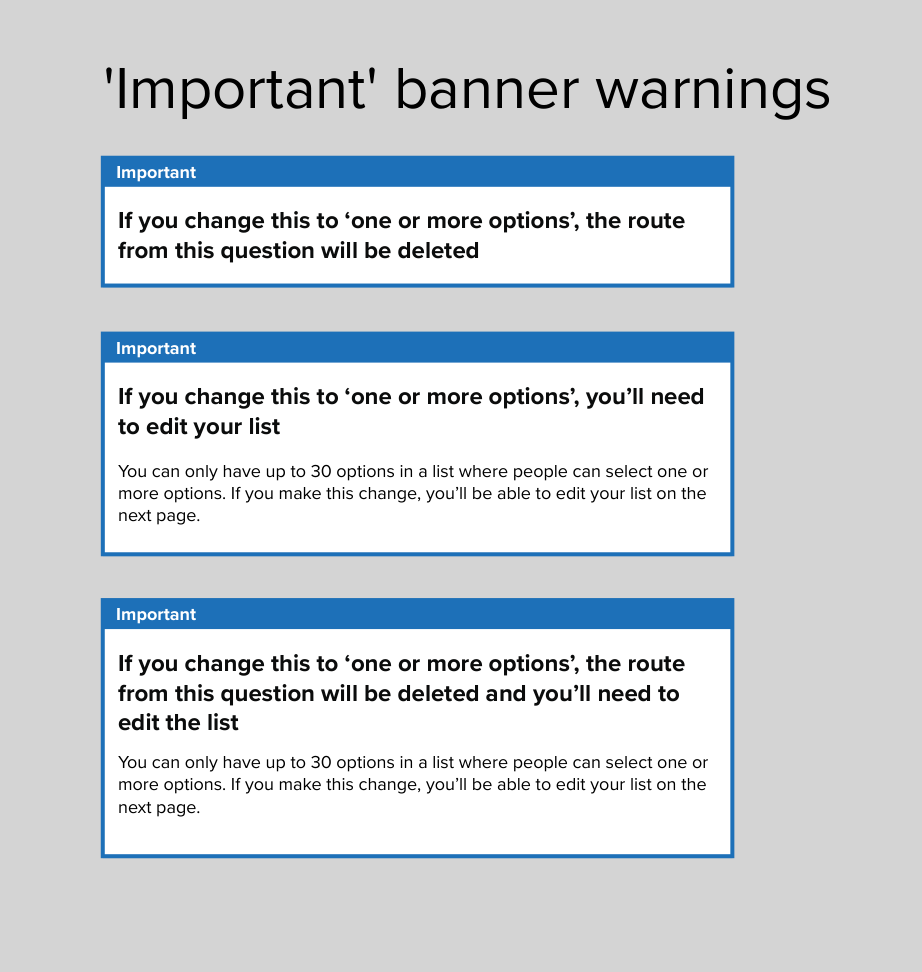 'Important' banner warnings
Important
If you change this to ‘one or more options’, the route
from this question will be deleted
Important
If you change this to ‘one or more options’, you’ll need
to edit your list
You can only have up to 30 options in a list where people can select one or
more options. If you make this change, you’ll be able to edit your list on the
next page.
Important
If you change this to ‘one or more options’, the route
from this question will be deleted and you’ll need to
edit the list
You can only have up to 30 options in a list where people can select one or
more options. If you make this change, you’ll be able to edit your list on the
next page.